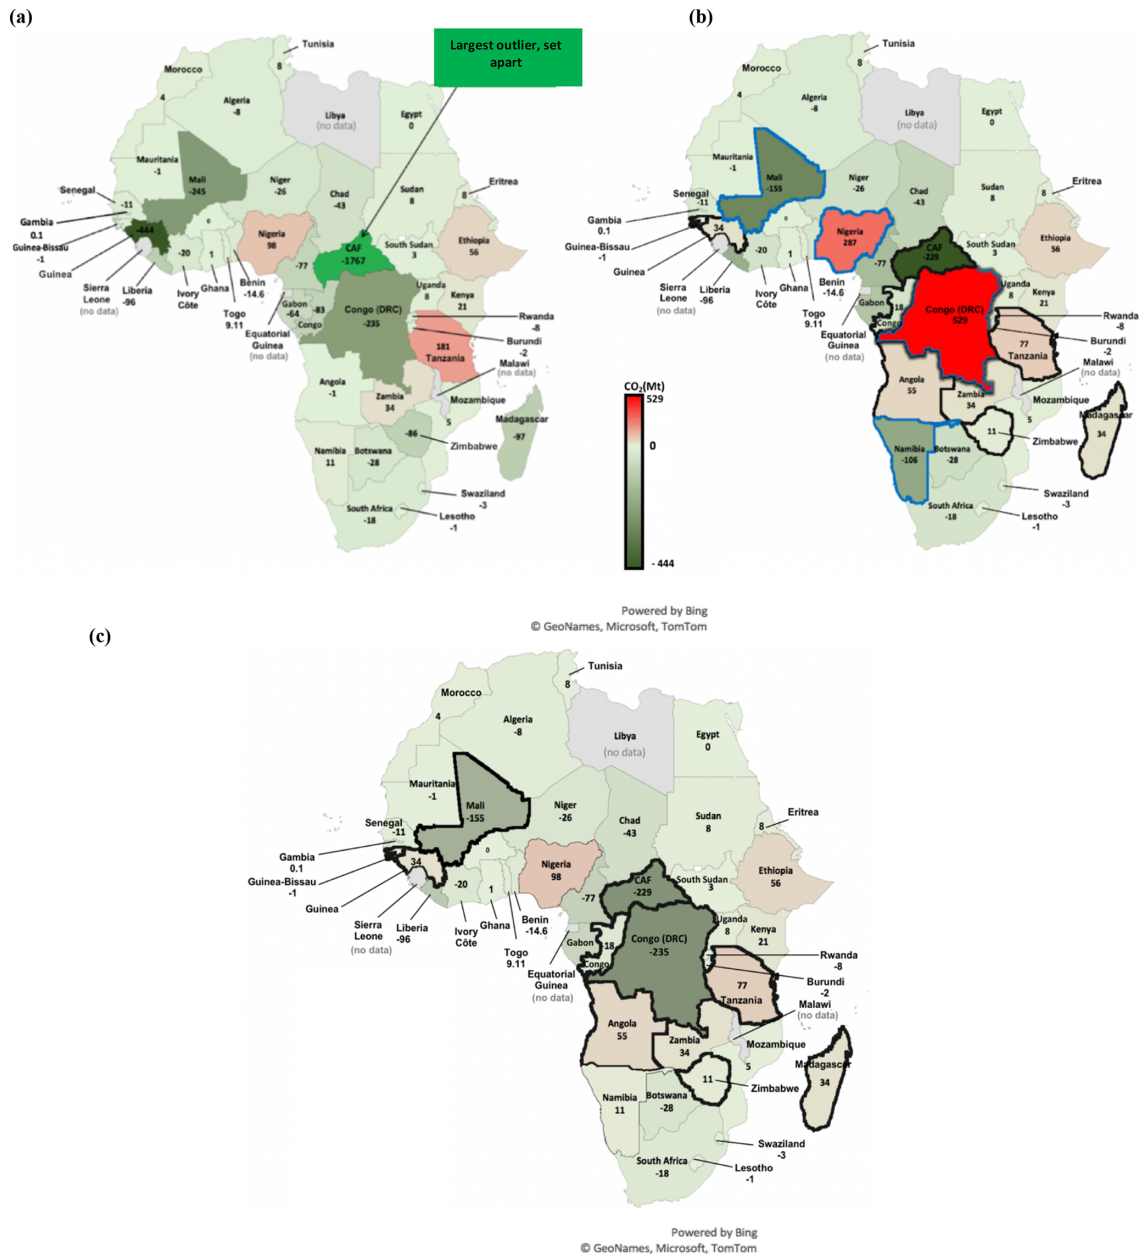 (a)
Largest outlier, set
apart
Tunisia
8
Morocco
4
Algeria
-8
Libya
(no data)
Egypt
0
Mauritania
-1
Mali
-245
Niger
-26
Chad
-43
Sudan
8
Eritrea
8
Senegal
-11
Gambia
0.1
Guinea-Bissau
-1
Guinea
-444
Sierra
Leone
(no data)
Liberia
-96
-20
Ivory
Côte
0
1
Ghana
Togo
9.11
Benin
-14.6
Nigeria
98
-77
CAF
-1767
South Sudan
3
Ethiopia
56
Equatorial
Guinea
(no data)
Gabon
-64
-83
Congo
Congo (DRC)
-235
Uganda
8
Kenya
21
Rwanda
-8
Burundi
-2
181
Tanzania
Malawi
(no data)
Angola
-1
Zambia
34
Mozambique
5
Madagascar
-97
-86
Zimbabwe
Namibia
11
Botswana
-28
Swaziland
-3
South Africa
-18
Lesotho
-1
CO2(Mt)
529
0
- 444
(b)
Tunisia
8
Morocco
4
Algeria
-8
Libya
(no data)
Egypt
0
Mauritania
-1
Mali
-155
Niger
-26
Chad
-43
Sudan
8
Eritrea
8
Senegal
-11
Gambia
0.1
Guinea-Bissau
-1
Guinea
34
Sierra
Leone
(no data)
Liberia
-96
-20
Ivory
Côte
0
1
Ghana
Togo
9.11
Benin
-14.6
Nigeria
287
-77
CAF
-229
South Sudan
3
Ethiopia
56
Equatorial
Guinea
(no data)
Gabon
-18
Congo
Congo (DRC)
529
Uganda
8
Kenya
21
Rwanda
-8
Burundi
-2
77
Tanzania
Malawi
(no data)
Angola
55
Zambia
34
Mozambique
5
Madagascar
34
11
Zimbabwe
Namibia
-106
Botswana
-28
Swaziland
-3
South Africa
-18
Lesotho
-1
Powered by Bing
© GeoNames, Microsoft, TomTom
(c)
Tunisia
8
Morocco
4
Algeria
-8
Libya
(no data)
Egypt
0
Mauritania
-1
Mali
-155
Niger
-26
Chad
-43
Sudan
8
Eritrea
8
Senegal
-11
Gambia
0.1
Guinea-Bissau
-1
Guinea
34
Sierra
Leone
(no data)
Liberia
-96
-20
Ivory
Côte
0
1
Ghana
Togo
9.11
Benin
-14.6
Nigeria
98
-77
CAF
-229
South Sudan
3
Ethiopia
56
Equatorial
Guinea
(no data)
Gabon
-18
Congo
Congo (DRC)
-235
Uganda
8
Kenya
21
Rwanda
-8
Burundi
-2
77
Tanzania
Malawi
(no data)
Angola
55
Zambia
34
Mozambique
5
Madagascar
34
11
Zimbabwe
Namibia
11
Botswana
-28
Swaziland
-3
South Africa
-18
Lesotho
-1
Powered by Bing
© GeoNames, Microsoft, TomTom